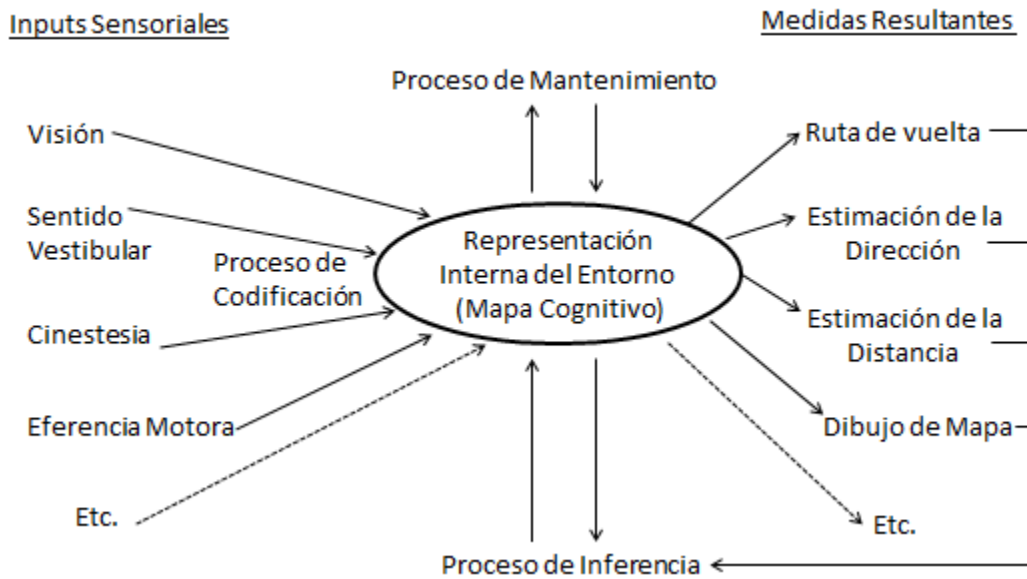 Inputs Sensoriales
Medidas Resultantes
Proceso de Mantenimiento
Visión
Sentido
Vestibular
Proceso de
Codificación
Cinestesia
Eferencia Motora
Etc.
Representación
Interna del Entorno
(Mapa Cognitivo)
Ruta de vuelta
Estimación de la
Dirección
Estimación de la
Distancia
Dibujo de Mapa
Etc.
Proceso de Inferencia